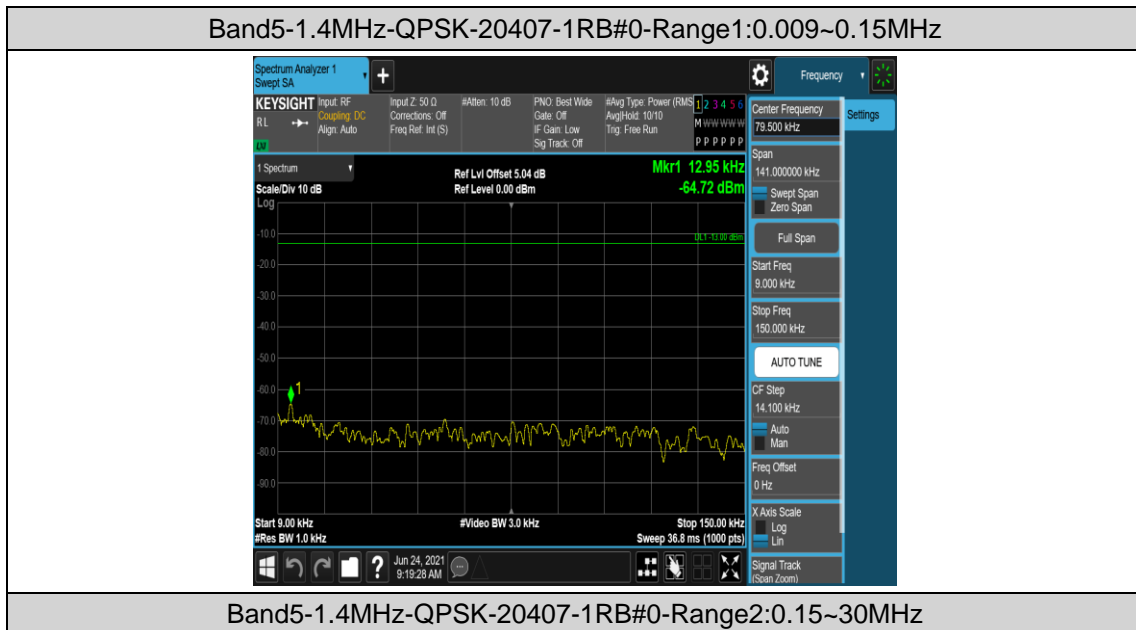 Band5-1.4MHz-QPSK-20407-1RB#0-Range1:0.009~0.15MHz
Spectrum Analyzer 1
Swept SA
Frequency
KEYSIGHT
RL
LXI
Input: RF
Coupling: DC
Align: Auto
Input Z: 50 Ω
Corrections: Off
Freq Ref: Int (S)
#Atten: 10 dB
PNO: Best Wide
Gate: Off
IF Gain: Low
Sig Track: Off
#Avg Type: Power (RMS
Avg|Hold: 10/10
Trig: Free Run
1 2 3 4 5 6
M W W W W W
P P P P P P
Center Frequency
79.500 kHz
Settings
Span
141.000000 kHz
Swept Span
Zero Span
Full Span
Start Freq
9.000 kHz
Stop Freq
150.000 kHz
AUTO TUNE
CF Step
14.100 kHz
Auto
Man
Freq Offset
0 Hz
X Axis Scale
Log
Lin
Signal Track
(Span Zoom)
1 Spectrum
Scale/Div 10 dB
Log
Ref Lvl Offset 5.04 dB
Ref Level 0.00 dBm
Mkr1 12.95 kHz
-64.72 dBm
DL1 -13.00 dBm
-10.0
-20.0
-30.0
-40.0
-50.0
-60.0
-70.0
-80.0
-90.0
1
Start 9.00 kHz
#Res BW 1.0 kHz
#Video BW 3.0 kHz
Stop 150.00 kHz
Sweep 36.8 ms (1000 pts)
Jun 24, 2021
9:19:28 AM
Band5-1.4MHz-QPSK-20407-1RB#0-Range2:0.15~30MHz